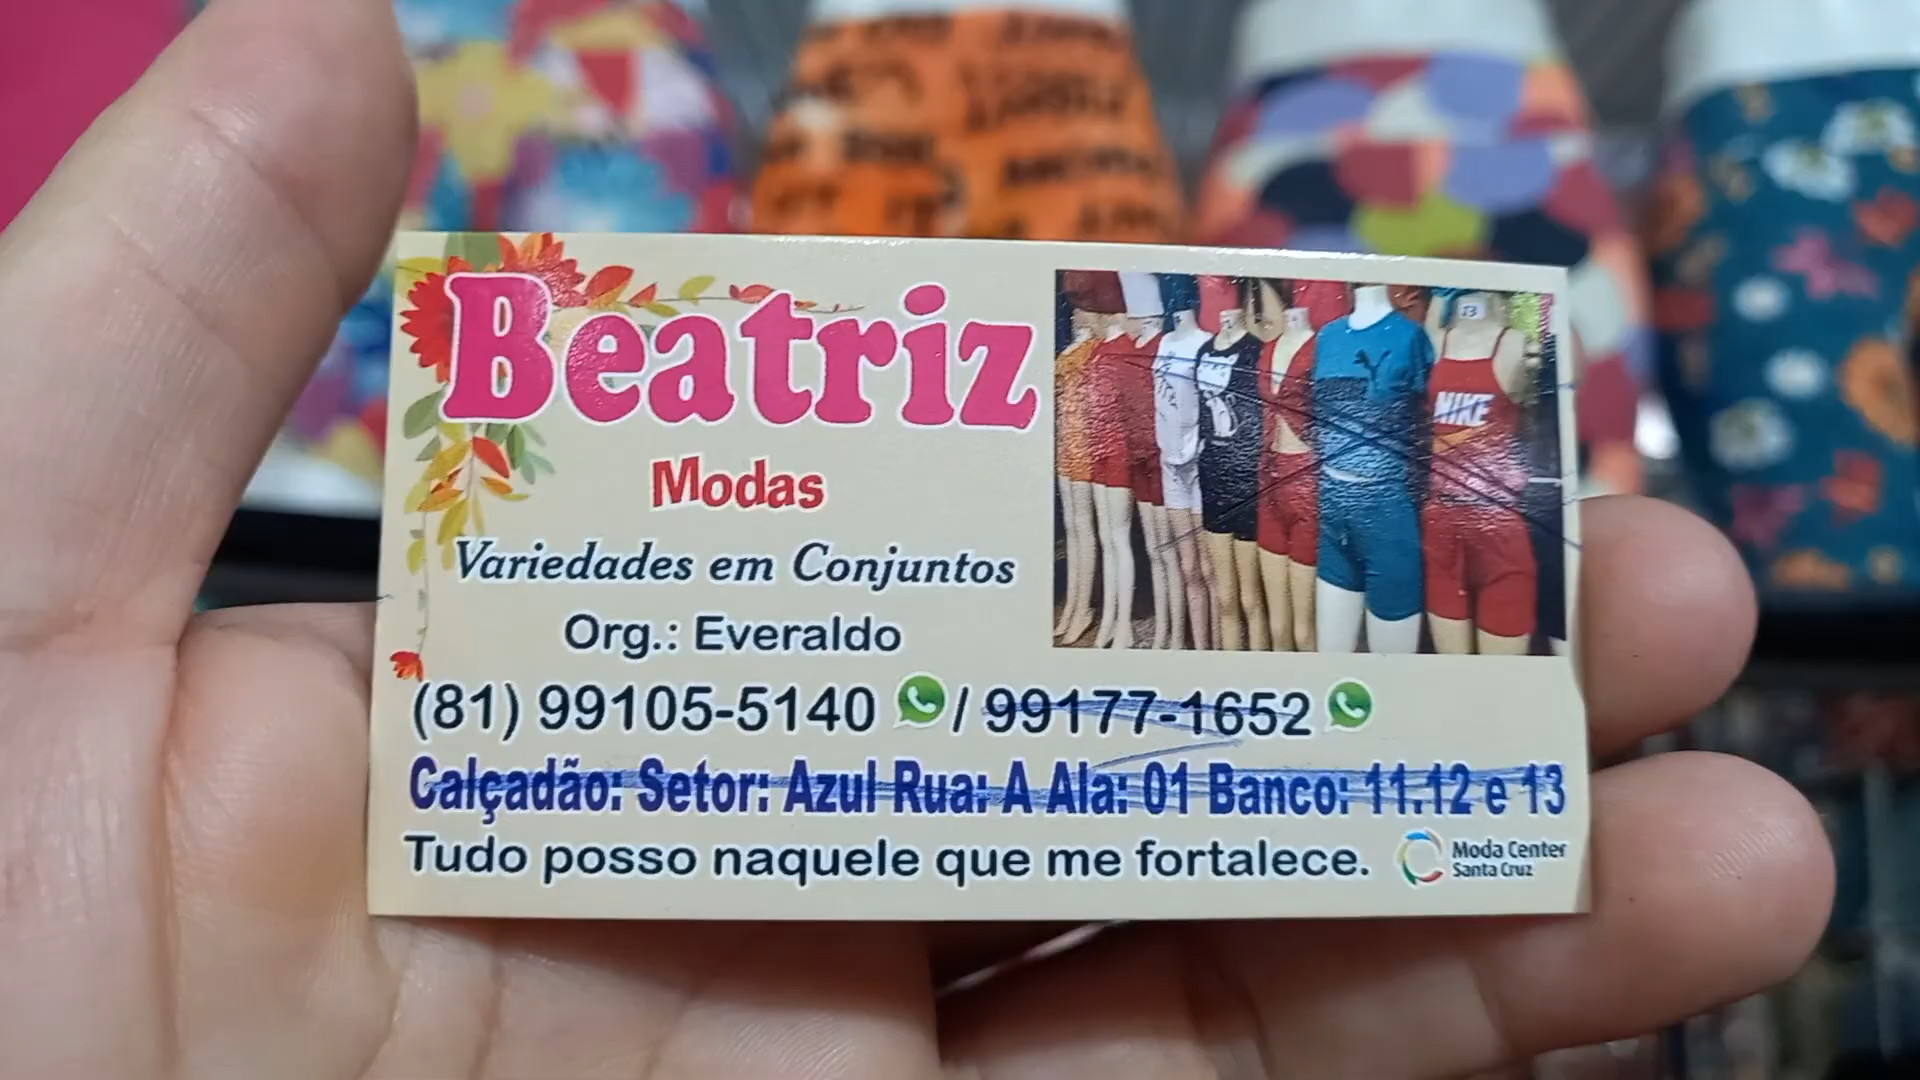 Beatriz
Modas
Variedades em Conjuntos
Org.: Everaldo
(81) 99105-5140 / 99177-1652
Calçadão: Setor: Azul Rua: A Ala: 01 Banco: 11.12 e 13
Tudo posso naquele que me fortalece.
Moda Center
Santa Cruz
NIKE
13